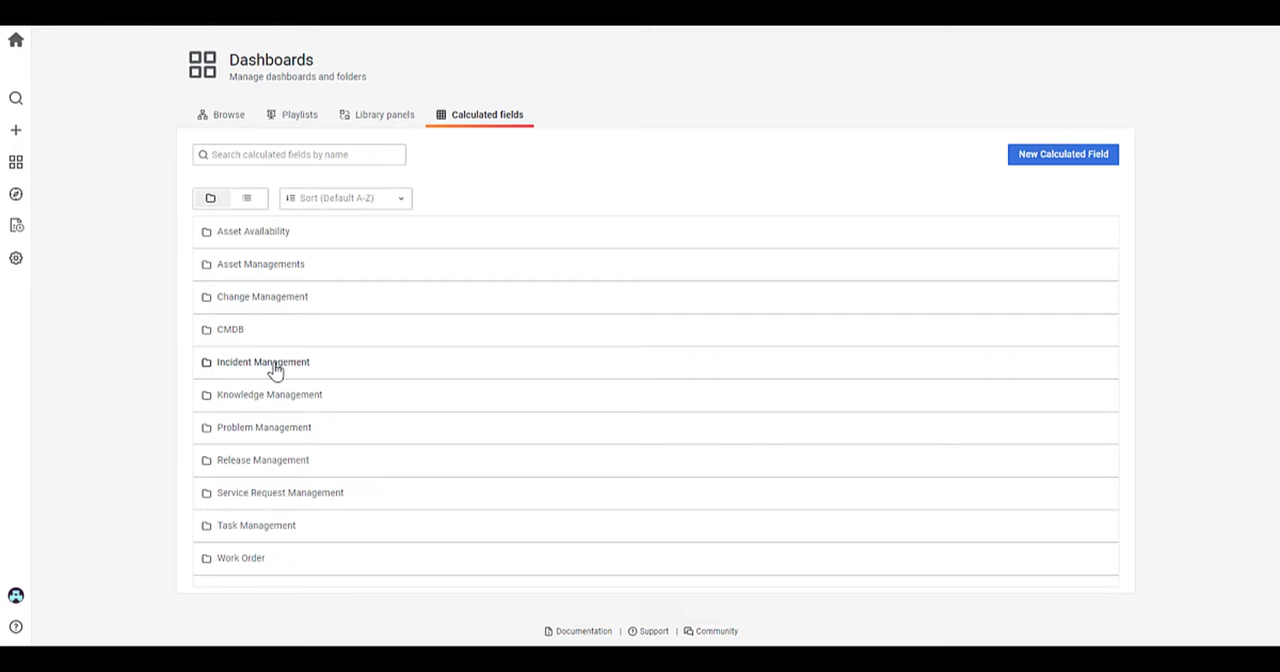 Dashboards
Manage dashboards and folders
Browse Playlists Library panels Calculated fields
Search calculated fields by name New Calculated Field
Sort (Default A-Z)
Asset Availability
Asset Managements
Change Management
CMDB
Incident Management
Knowledge Management
Problem Management
Release Management
Service Request Management
Task Management
Work Order
Documentation | Support | Community